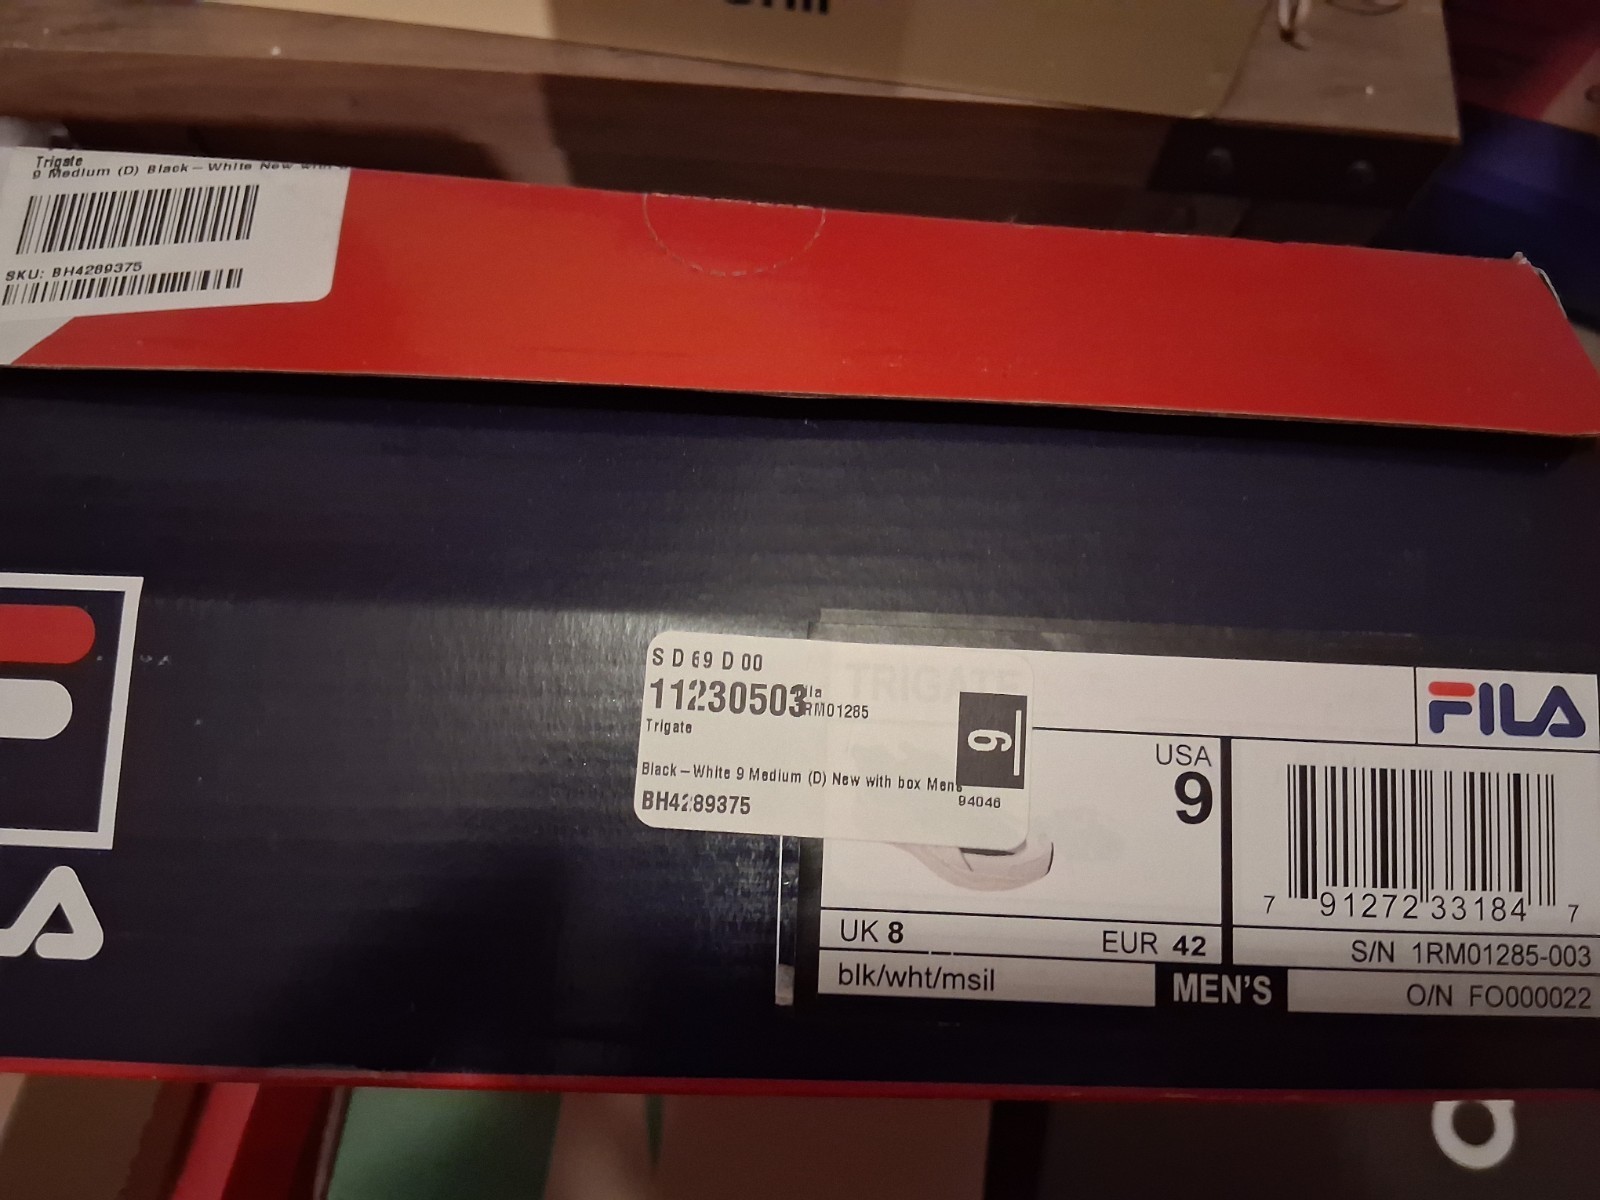 Trigate
9 Medium (D) Black – White New with
SKU: BH4289375
S D 69 D 00
11230503
RM01285
Trigate
9
Black – White 9 Medium (D) New with box Mens
94046
BH4289375
TRIGATE
FILA
USA
9
7 91272 33184 7
UK 8
EUR 42
S/N 1RM01285-003
blk/wht/msil
MEN'S
O/N FO000022